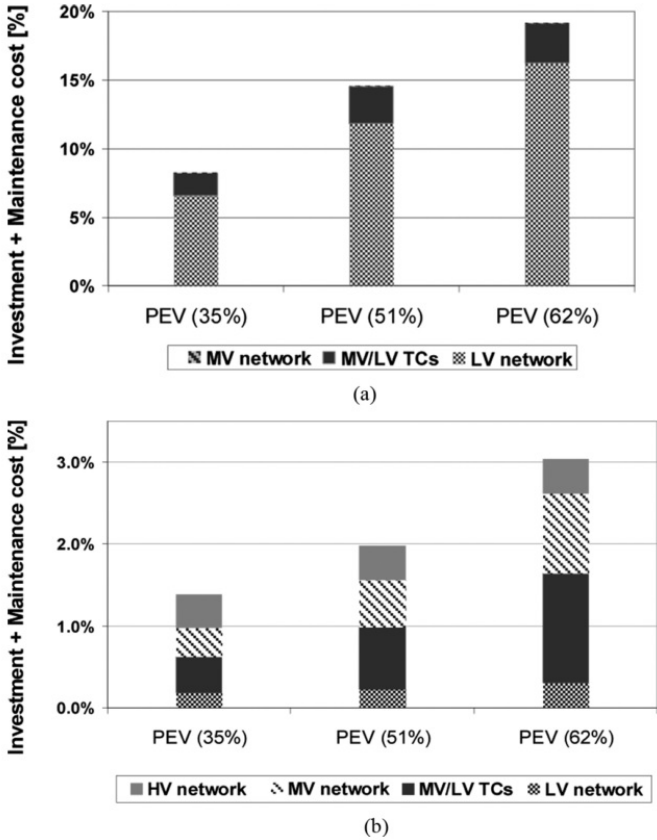 Investment + Maintenance cost [%]
20%
15%
10%
5%
0%
PEV (35%) PEV (51%) PEV (62%)
MV network MV/LV TCs LV network
(a)
Investment + Maintenance cost [%]
3.0%
2.0%
1.0%
0.0%
PEV (35%) PEV (51%) PEV (62%)
HV network MV network MV/LV TCs LV network
(b)